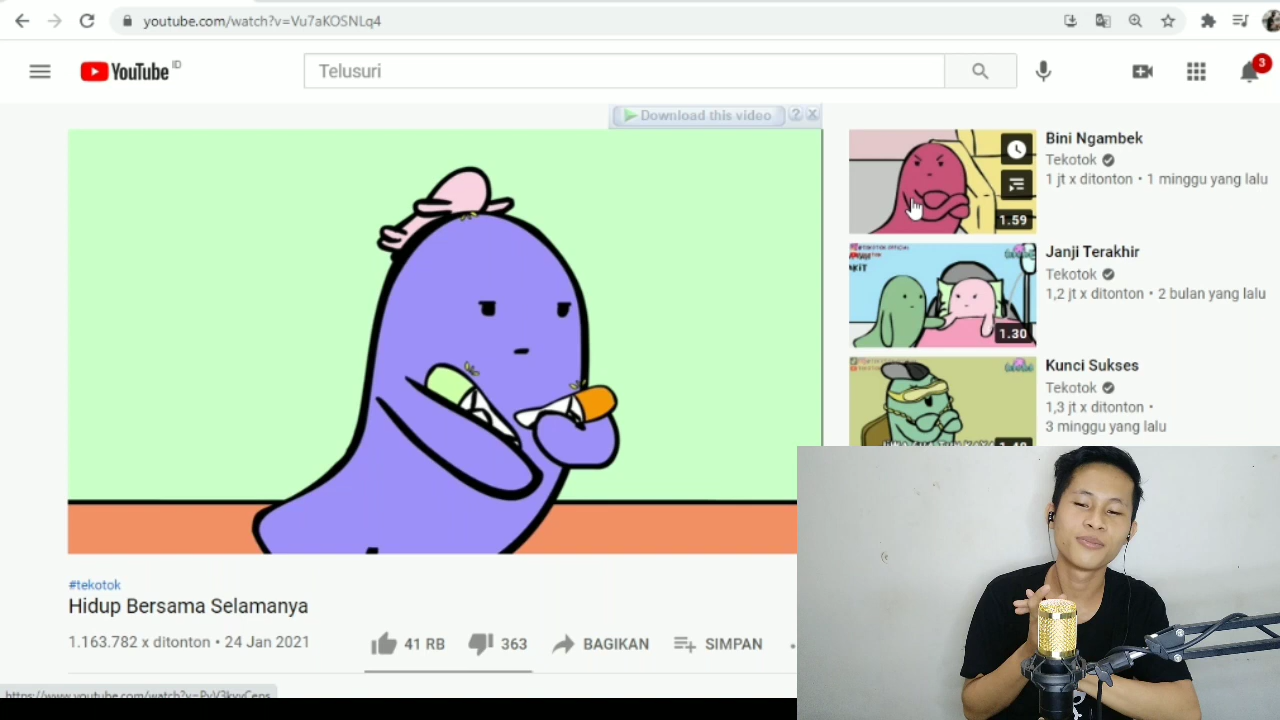 youtube.com/watch?v=Vu7aKOSNLq4
YouTube ID
Telusuri
3
Download this video ? X
Bini Ngambek
Tekotok
1 jt x ditonton • 1 minggu yang lalu
1.59
Janji Terakhir
Tekotok
1,2 jt x ditonton • 2 bulan yang lalu
1.30
Kunci Sukses
Tekotok
1,3 jt x ditonton •
3 minggu yang lalu
#tekotok
Hidup Bersama Selamanya
1.163.782 x ditonton • 24 Jan 2021
41 RB
363
BAGIKAN
SIMPAN